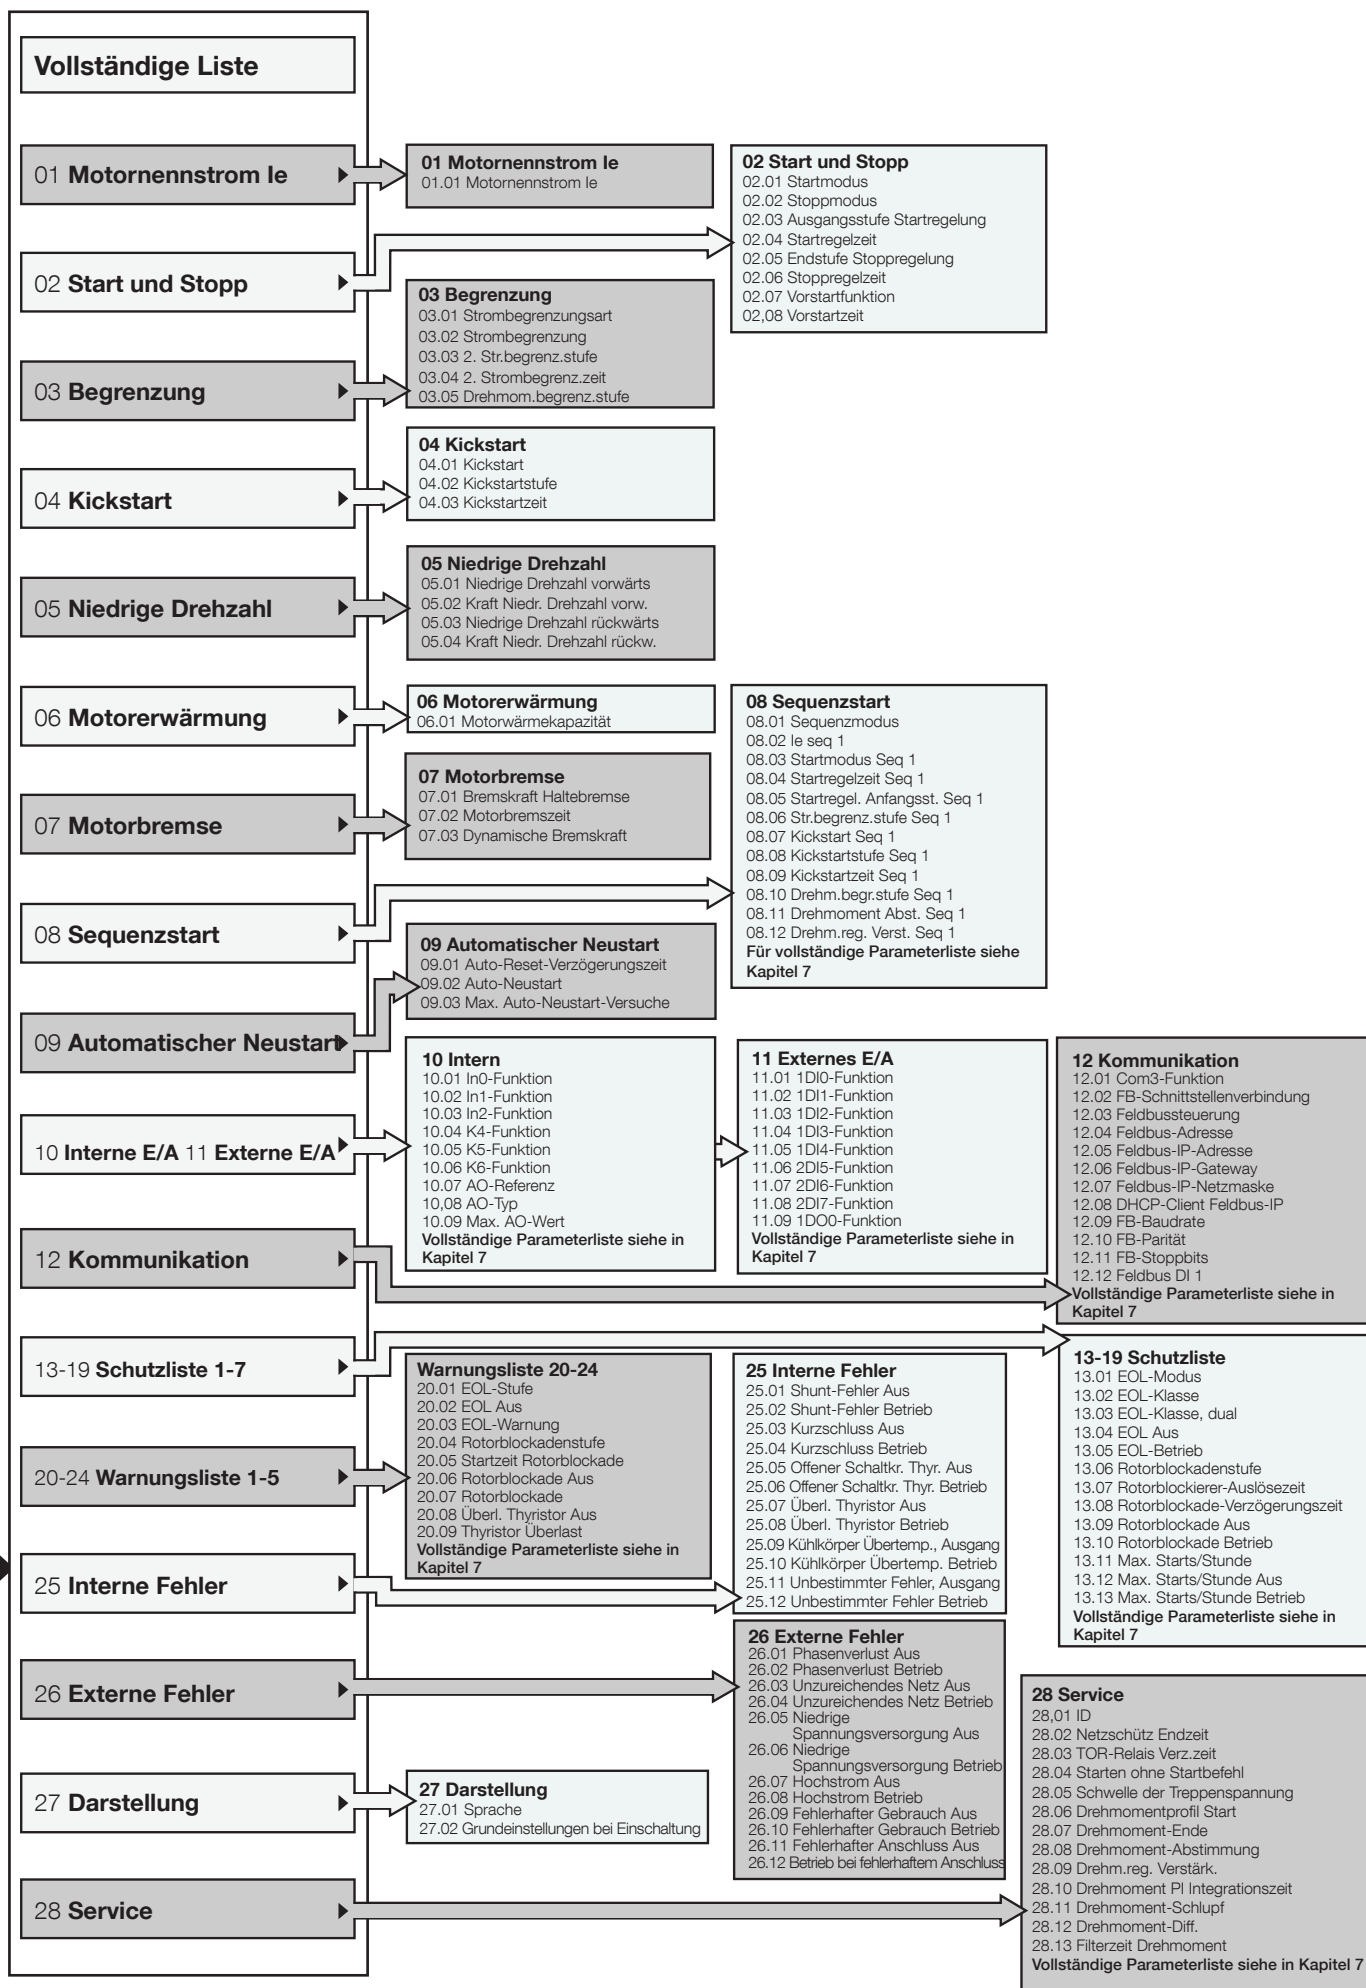 Vollständige Liste
01 Motornennstrom Ie
02 Start und Stopp
03 Begrenzung
04 Kickstart
05 Niedrige Drehzahl
06 Motorerwärmung
07 Motorbremse
08 Sequenzstart
09 Automatischer Neustart
10 Interne E/A 11 Externe E/A
12 Kommunikation
13-19 Schutzliste 1-7
20-24 Warnungsliste 1-5
25 Interne Fehler
26 Externe Fehler
27 Darstellung
28 Service
01 Motornennstrom Ie
01.01 Motornennstrom Ie
02 Start und Stopp
02.01 Startmodus
02.02 Stoppmodus
02.03 Ausgangsstufe Startregelung
02.04 Startregelzeit
02.05 Endstufe Stoppregelung
02.06 Stoppregelzeit
02.07 Vorstartfunktion
02,08 Vorstartzeit
03 Begrenzung
03.01 Strombegrenzungsart
03.02 Strombegrenzung
03.03 2. Str.begrenz.stufe
03.04 2. Strombegrenz.zeit
03.05 Drehmom.begrenz.stufe
04 Kickstart
04.01 Kickstart
04.02 Kickstartstufe
04.03 Kickstartzeit
05 Niedrige Drehzahl
05.01 Niedrige Drehzahl vorwärts
05.02 Kraft Niedr. Drehzahl vorw.
05.03 Niedrige Drehzahl rückwärts
05.04 Kraft Niedr. Drehzahl rückw.
06 Motorerwärmung
06.01 Motorwärmekapazität
07 Motorbremse
07.01 Bremskraft Haltebremse
07.02 Motorbremszeit
07.03 Dynamische Bremskraft
08 Sequenzstart
08.01 Sequenzmodus
08.02 Ie seq 1
08.03 Startmodus Seq 1
08.04 Startregelzeit Seq 1
08.05 Startregel. Anfangsst. Seq 1
08.06 Str.begrenz.stufe Seq 1
08.07 Kickstart Seq 1
08.08 Kickstartstufe Seq 1
08.09 Kickstartzeit Seq 1
08.10 Drehm.begr.stufe Seq 1
08.11 Drehmoment Abst. Seq 1
08.12 Drehm.reg. Verst. Seq 1
Für vollständige Parameterliste siehe
Kapitel 7
09 Automatischer Neustart
09.01 Auto-Reset-Verzögerungszeit
09.02 Auto-Neustart
09.03 Max. Auto-Neustart-Versuche
10 Intern
10.01 In0-Funktion
10.02 In1-Funktion
10.03 In2-Funktion
10.04 K4-Funktion
10.05 K5-Funktion
10.06 K6-Funktion
10.07 AO-Referenz
10,08 AO-Typ
10.09 Max. AO-Wert
Vollständige Parameterliste siehe in
Kapitel 7
11 Externes E/A
11.01 1DI0-Funktion
11.02 1DI1-Funktion
11.03 1DI2-Funktion
11.04 1DI3-Funktion
11.05 1DI4-Funktion
11.06 2DI5-Funktion
11.07 2DI6-Funktion
11.08 2DI7-Funktion
11.09 1DO0-Funktion
Vollständige Parameterliste siehe in
Kapitel 7
12 Kommunikation
12.01 Com3-Funktion
12.02 FB-Schnittstellenverbindung
12.03 Feldbussteuerung
12.04 Feldbus-Adresse
12.05 Feldbus-IP-Adresse
12.06 Feldbus-IP-Gateway
12.07 Feldbus-IP-Netzmaske
12.08 DHCP-Client Feldbus-IP
12.09 FB-Baudrate
12.10 FB-Parität
12.11 FB-Stoppbits
12.12 Feldbus DI 1
Vollständige Parameterliste siehe in
Kapitel 7
13-19 Schutzliste
13.01 EOL-Modus
13.02 EOL-Klasse
13.03 EOL-Klasse, dual
13.04 EOL Aus
13.05 EOL-Betrieb
13.06 Rotorblockadenstufe
13.07 Rotorblockierer-Auslösezeit
13.08 Rotorblockade-Verzögerungszeit
13.09 Rotorblockade Aus
13.10 Rotorblockade Betrieb
13.11 Max. Starts/Stunde
13.12 Max. Starts/Stunde Aus
13.13 Max. Starts/Stunde Betrieb
Vollständige Parameterliste siehe in
Kapitel 7
Warnungsliste 20-24
20.01 EOL-Stufe
20.02 EOL Aus
20.03 EOL-Warnung
20.04 Rotorblockadenstufe
20.05 Startzeit Rotorblockade
20.06 Rotorblockade Aus
20.07 Rotorblockade
20.08 Überl. Thyristor Aus
20.09 Thyristor Überlast
Vollständige Parameterliste siehe in
Kapitel 7
25 Interne Fehler
25.01 Shunt-Fehler Aus
25.02 Shunt-Fehler Betrieb
25.03 Kurzschluss Aus
25.04 Kurzschluss Betrieb
25.05 Offener Schaltkr. Thyr. Aus
25.06 Offener Schaltkr. Thyr. Betrieb
25.07 Überl. Thyristor Aus
25.08 Überl. Thyristor Betrieb
25.09 Kühlkörper Übertemp., Ausgang
25.10 Kühlkörper Übertemp. Betrieb
25.11 Unbestimmter Fehler, Ausgang
25.12 Unbestimmter Fehler Betrieb
26 Externe Fehler
26.01 Phasenverlust Aus
26.02 Phasenverlust Betrieb
26.03 Unzureichendes Netz Aus
26.04 Unzureichendes Netz Betrieb
26.05 Niedrige
Spannungsversorgung Aus
26.06 Niedrige
Spannungsversorgung Betrieb
26.07 Hochstrom Aus
26.08 Hochstrom Betrieb
26.09 Fehlerhafter Gebrauch Aus
26.10 Fehlerhafter Gebrauch Betrieb
26.11 Fehlerhafter Anschluss Aus
26.12 Betrieb bei fehlerhaftem Anschluss
27 Darstellung
27.01 Sprache
27.02 Grundeinstellungen bei Einschaltung
28 Service
28,01 ID
28.02 Netzschütz Endzeit
28.03 TOR-Relais Verz.zeit
28.04 Starten ohne Startbefehl
28.05 Schwelle der Treppenspannung
28.06 Drehmomentprofil Start
28.07 Drehmoment-Ende
28.08 Drehmoment-Abstimmung
28.09 Drehm.reg. Verstärk.
28.10 Drehmoment PI Integrationszeit
28.11 Drehmoment-Schlupf
28.12 Drehmoment-Diff.
28.13 Filterzeit Drehmoment
Vollständige Parameterliste siehe in Kapitel 7